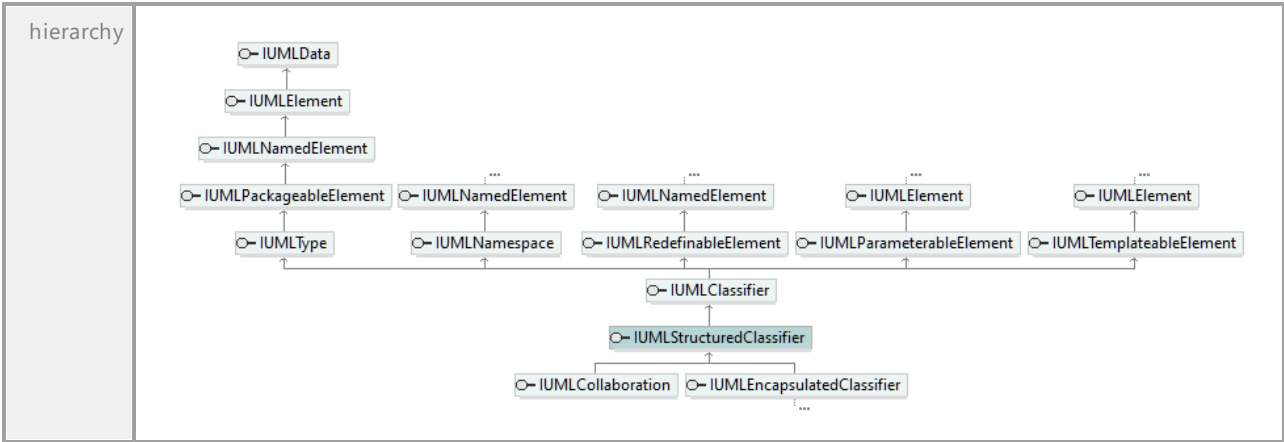 hierarchy
IUMLData
IUMLElement
IUMLNamedElement
... ... ... ...
IUMLPackageableElement IUMLNamedElement IUMLNamedElement IUMLElement IUMLElement
IUMLType IUMLNamespace IUMLRedefinableElement IUMLParameterableElement IUMLTemplateableElement
IUMLClassifier
IUMLStructuredClassifier
IUMLCollaboration IUMLEncapsulatedClassifier
...